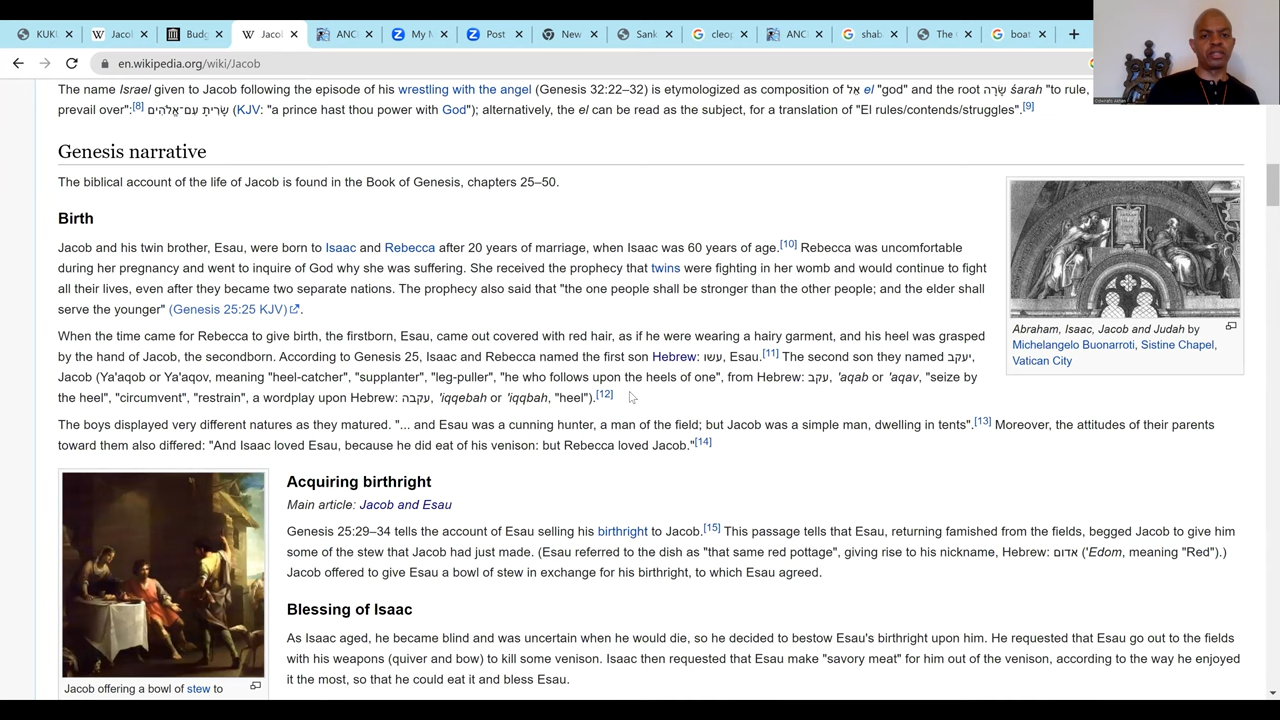 KUKI
Jacol
Budg
Jacol
ANCI
My N
Post
New
Sank
cleop
ANCI
shab
The
boat
en.wikipedia.org/wiki/Jacob
The name Israel given to Jacob following the episode of his wrestling with the angel (Genesis 32:22–32) is etymologized as composition of אֵל el "god" and the root שָׂרָה śarah "to rule,
prevail over":[8] שָׂרִיתָ עִם־אֱלֹהִים (KJV: "a prince hast thou power with God"); alternatively, the el can be read as the subject, for a translation of "El rules/contends/struggles".[9]
Genesis narrative
The biblical account of the life of Jacob is found in the Book of Genesis, chapters 25–50.
Birth
Jacob and his twin brother, Esau, were born to Isaac and Rebecca after 20 years of marriage, when Isaac was 60 years of age.[10] Rebecca was uncomfortable
during her pregnancy and went to inquire of God why she was suffering. She received the prophecy that twins were fighting in her womb and would continue to fight
all their lives, even after they became two separate nations. The prophecy also said that "the one people shall be stronger than the other people; and the elder shall
serve the younger" (Genesis 25:25 KJV).
When the time came for Rebecca to give birth, the firstborn, Esau, came out covered with red hair, as if he were wearing a hairy garment, and his heel was grasped
by the hand of Jacob, the secondborn. According to Genesis 25, Isaac and Rebecca named the first son Hebrew: עשו, Esau.[11] The second son they named יעקב,
Jacob (Ya'aqob or Ya'aqov, meaning "heel-catcher", "supplanter", "leg-puller", "he who follows upon the heels of one", from Hebrew: עקב, 'aqab or 'aqav, "seize by
the heel", "circumvent", "restrain", a wordplay upon Hebrew: עקבה, 'iqqebah or 'iqqbah, "heel").[12]
The boys displayed very different natures as they matured. "... and Esau was a cunning hunter, a man of the field; but Jacob was a simple man, dwelling in tents".[13] Moreover, the attitudes of their parents
toward them also differed: "And Isaac loved Esau, because he did eat of his venison: but Rebecca loved Jacob."[14]
Abraham, Isaac, Jacob and Judah by
Michelangelo Buonarroti, Sistine Chapel,
Vatican City
Acquiring birthright
Main article: Jacob and Esau
Genesis 25:29–34 tells the account of Esau selling his birthright to Jacob.[15] This passage tells that Esau, returning famished from the fields, begged Jacob to give him
some of the stew that Jacob had just made. (Esau referred to the dish as "that same red pottage", giving rise to his nickname, Hebrew: אדום ('Edom, meaning "Red").)
Jacob offered to give Esau a bowl of stew in exchange for his birthright, to which Esau agreed.
Blessing of Isaac
As Isaac aged, he became blind and was uncertain when he would die, so he decided to bestow Esau's birthright upon him. He requested that Esau go out to the fields
with his weapons (quiver and bow) to kill some venison. Isaac then requested that Esau make "savory meat" for him out of the venison, according to the way he enjoyed
it the most, so that he could eat it and bless Esau.
Jacob offering a bowl of stew to